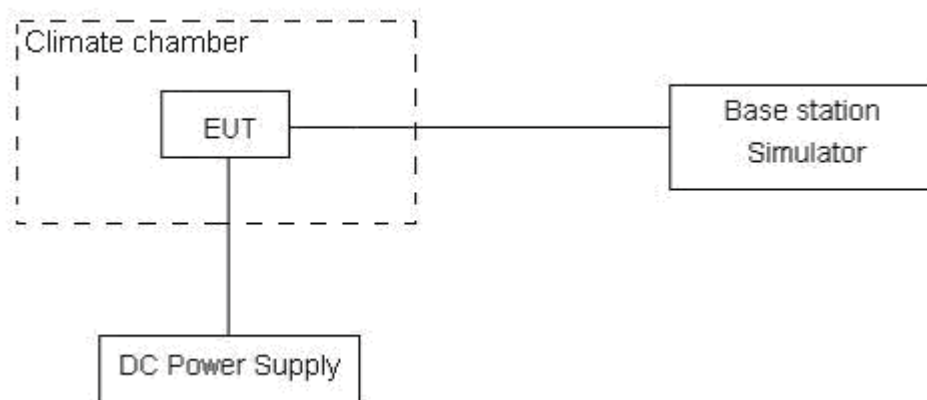 Climate chamber
EUT
Base station
Simulator
DC Power Supply